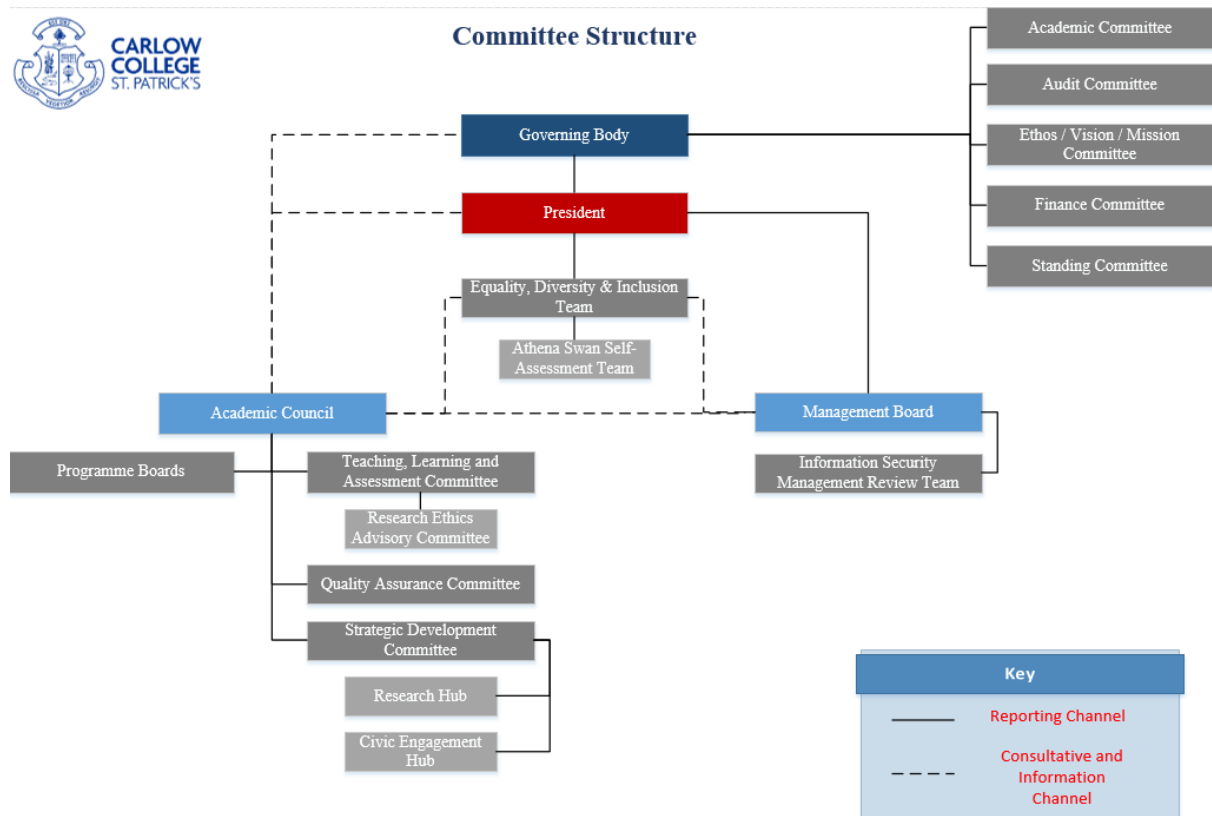 CARLOW
COLLEGE
ST. PATRICK'S
Committee Structure
Academic Committee
Audit Committee
Governing Body
Ethos / Vision / Mission
Committee
President
Finance Committee
Standing Committee
Equality, Diversity & Inclusion
Team
Athena Swan Self-
Assessment Team
Academic Council
Management Board
Programme Boards
Teaching, Learning and
Assessment Committee
Information Security
Management Review Team
Research Ethics
Advisory Committee
Quality Assurance Committee
Strategic Development
Committee
Research Hub
Civic Engagement
Hub
Key
Reporting Channel
Consultative and
Information
Channel